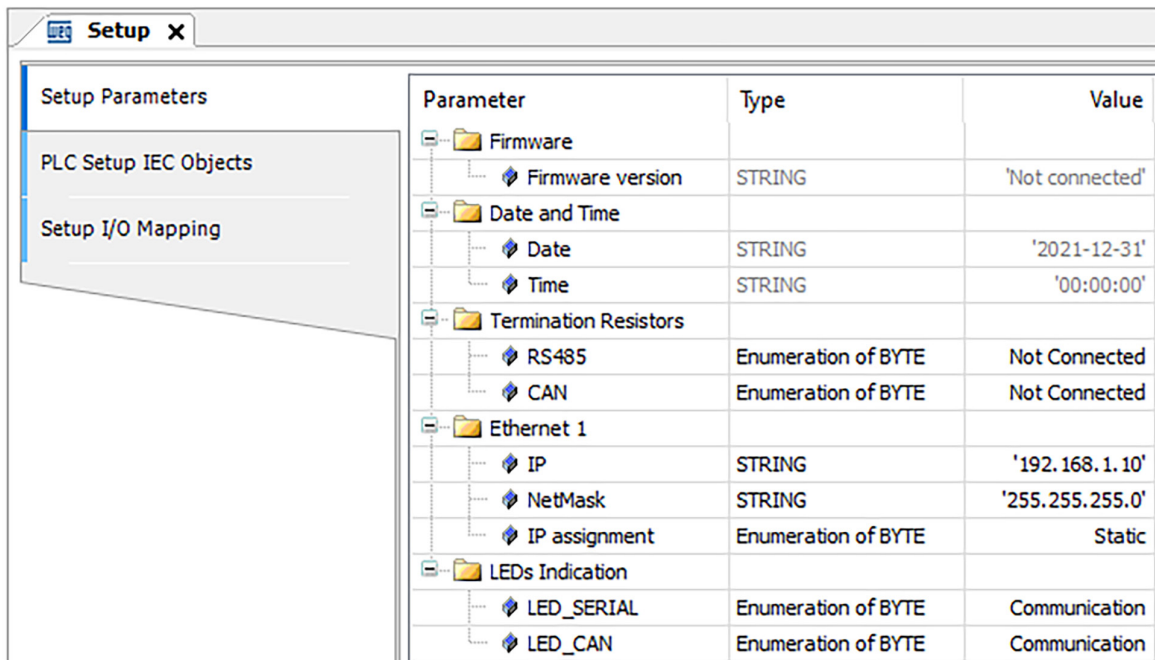 weq Setup
Setup Parameters
PLC Setup IEC Objects
Setup I/O Mapping
Parameter Type Value
Firmware
Firmware version STRING 'Not connected'
Date and Time
Date STRING '2021-12-31'
Time STRING '00:00:00'
Termination Resistors
RS485 Enumeration of BYTE Not Connected
CAN Enumeration of BYTE Not Connected
Ethernet 1
IP STRING '192.168.1.10'
NetMask STRING '255.255.255.0'
IP assignment Enumeration of BYTE Static
LEDs Indication
LED_SERIAL Enumeration of BYTE Communication
LED_CAN Enumeration of BYTE Communication